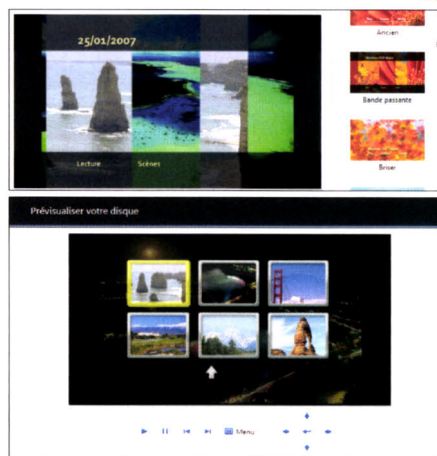 25/01/2007
Lecture Scènes
Ancien
Bande passante
Briser
Prévisualiser votre disque
Menu